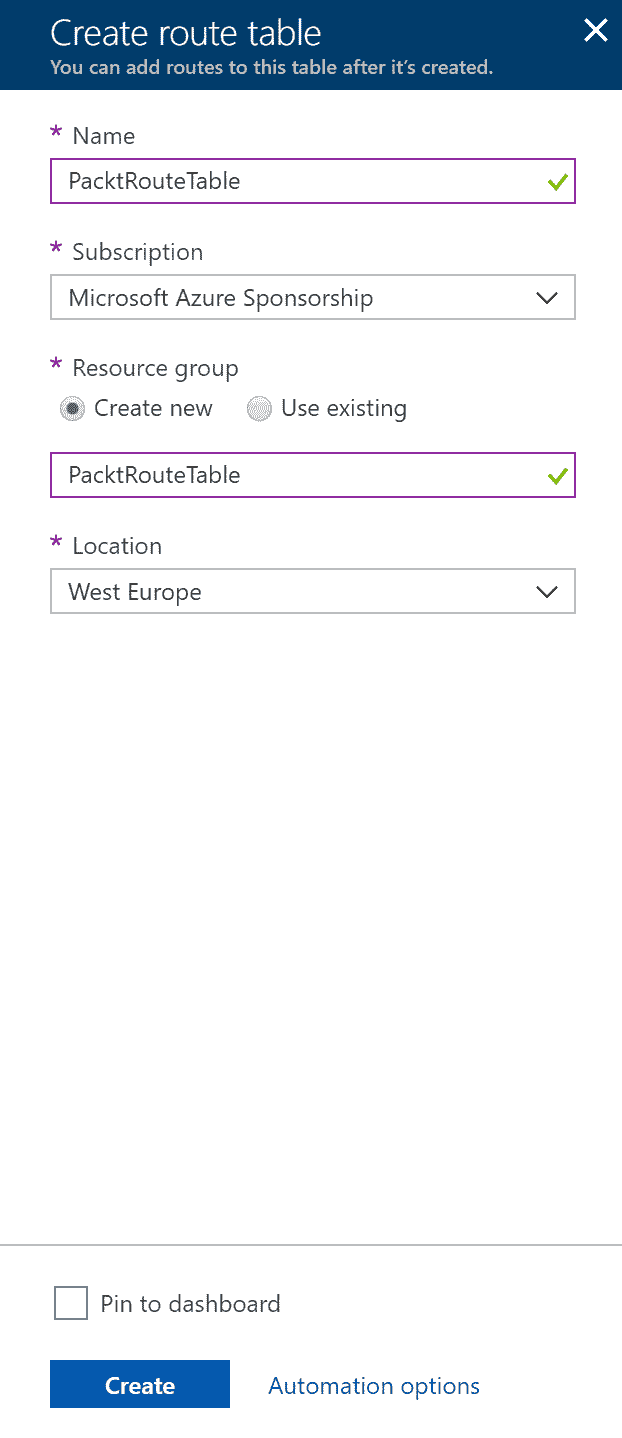 Create route table
You can add routes to this table after it's created.
* Name
PacktRouteTable
* Subscription
Microsoft Azure Sponsorship
* Resource group
Create new Use existing
PacktRouteTable
* Location
West Europe
Pin to dashboard
Create Automation options